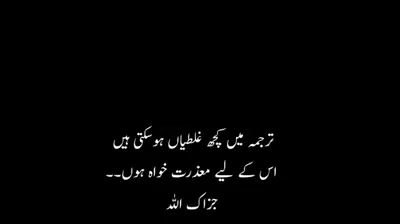 ترجمہ میں کچھ غلطیاں ہوسکتی ہیں
اس کے لیے معذرت خواہ ہوں۔۔
جزاک اللہ